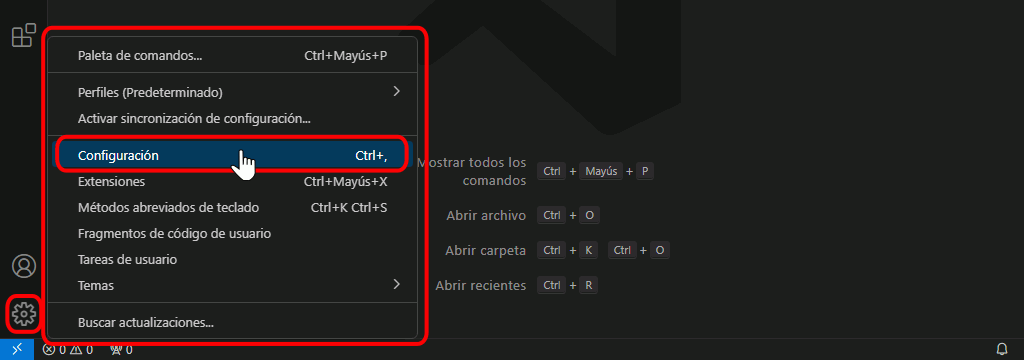 Paleta de comandos... Ctrl+Mayús+P
Perfiles (Predeterminado)
Activar sincronización de configuración...
Configuración Ctrl+,
Extensiones Ctrl+Mayús+X
Métodos abreviados de teclado Ctrl+K Ctrl+S
Fragmentos de código de usuario
Tareas de usuario
Temas
Buscar actualizaciones...
Mostrar todos los
comandos Ctrl + Mayús + P
Abrir archivo Ctrl + O
Abrir carpeta Ctrl + K Ctrl + O
Abrir recientes Ctrl + R
0 0 0